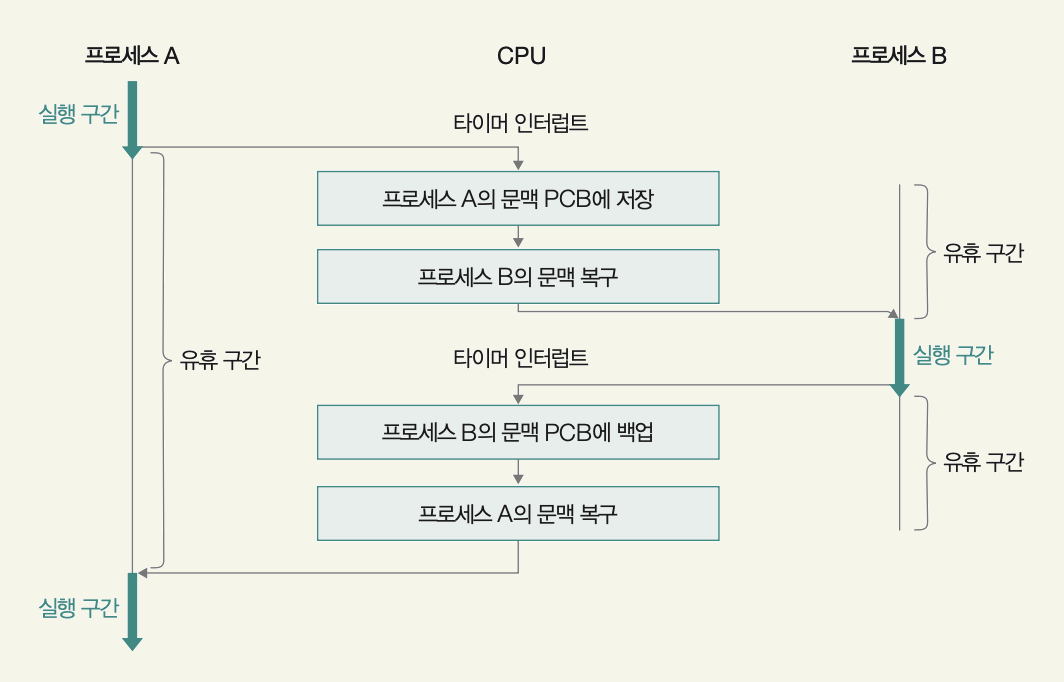 프로세스 A
CPU
프로세스 B
실행 구간
타이머 인터럽트
프로세스 A의 문맥 PCB에 저장
프로세스 B의 문맥 복구
유휴 구간
유휴 구간
타이머 인터럽트
실행 구간
프로세스 B의 문맥 PCB에 백업
유휴 구간
프로세스 A의 문맥 복구
실행 구간